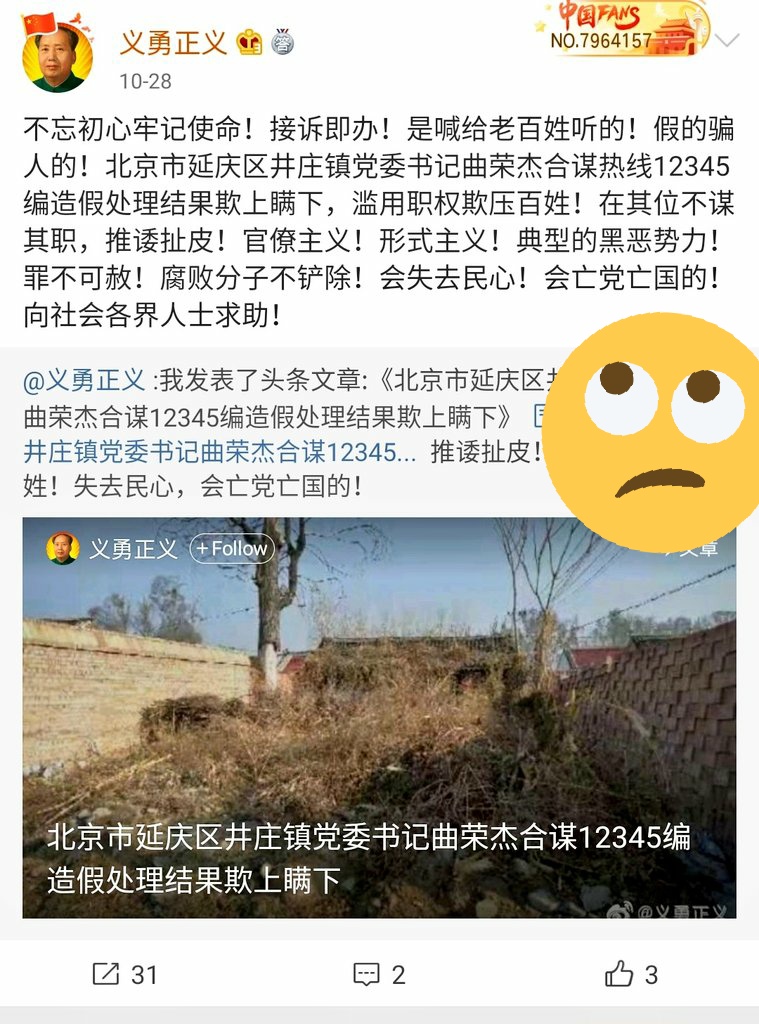 义勇正义
中国FANS
NO.7964157
10-28
不忘初心牢记使命！接诉即办！是喊给老百姓听的！假的骗
人的！北京市延庆区井庄镇党委书记曲荣杰合谋热线12345
编造假处理结果欺上瞒下，滥用职权欺压百姓！在其位不谋
其职，推诿扯皮！官僚主义！形式主义！典型的黑恶势力！
罪不可赦！腐败分子不铲除！会失去民心！会亡党亡国的！
向社会各界人士求助！
@义勇正义 :我发表了头条文章:《北京市延庆区
曲荣杰合谋12345编造假处理结果欺上瞒下》
井庄镇党委书记曲荣杰合谋12345... 推诿扯皮！
姓！失去民心，会亡党亡国的！
义勇正义 +Follow
文章
北京市延庆区井庄镇党委书记曲荣杰合谋12345编
造假处理结果欺上瞒下
@义勇正义
31 2 3